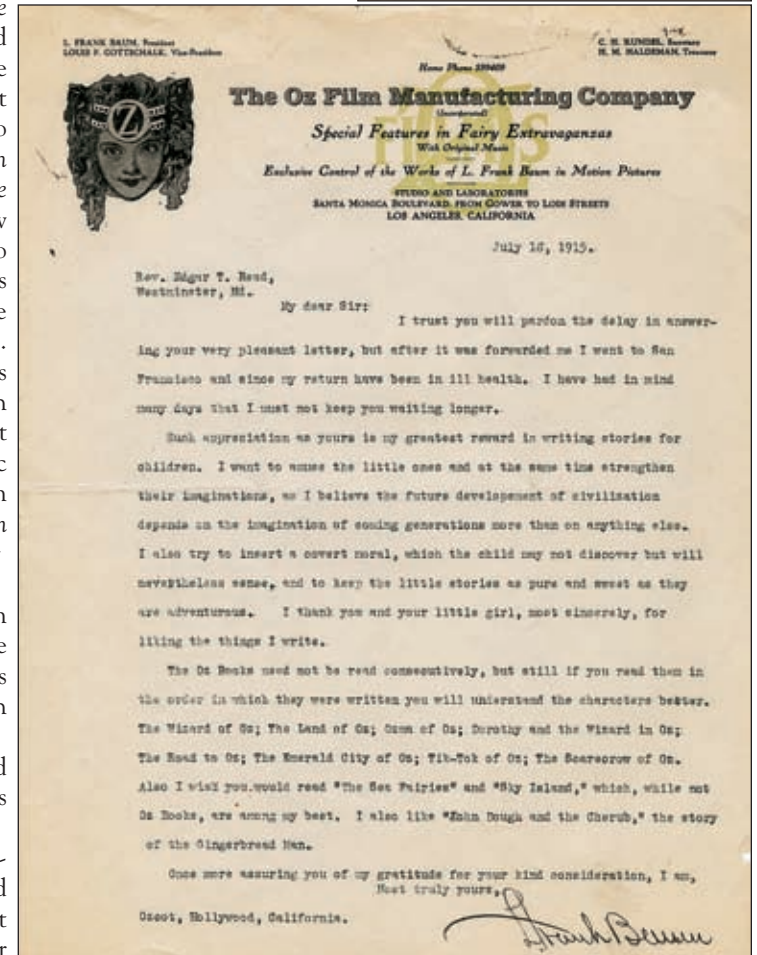 L. FRANK BAUM, President
LOUIS F. GOTTSCHALK, Vice-President
C. H. RUNDEL, Secretary
H. M. HALDEMAN, Treasurer
Home Phone
The Oz Film Manufacturing Company
(Incorporated)
Special Features in Fairy Extravaganzas
With Original Music
Exclusive Control of the Works of L. Frank Baum in Motion Pictures
STUDIO AND LABORATORIES
SANTA MONICA BOULEVARD, FROM GOWER TO LODI STREETS
LOS ANGELES, CALIFORNIA
OZ
films
July 1915.
Rev. Edgar T. Read,
Westminster, Md.
My dear Sir:
I trust you will pardon the delay in answer-
ing your very pleasant letter, but after it was forwarded me I went to San
Francisco and since my return have been in ill health. I have had in mind
many days that I must not keep you waiting longer.
Such appreciation as yours is my greatest reward in writing stories for
children. I want to amuse the little ones and at the same time strengthen
their imaginations, as I believe the future developement of civilization
depends on the imagination of coming generations more than on anything else.
I also try to insert a covert moral, which the child may not discover but will
nevertheless sense, and to keep the little stories as pure and sweet as they
are adventurous. I thank you and your little girl, most sincerely, for
liking the things I write.
The Oz Books need not be read consecutively, but still if you read them in
the order in which they were written you will understand the characters better.
The Wizard of Oz; The Land of Oz; Ozma of Oz; Dorothy and the Wizard in Oz;
The Road to Oz; The Emerald City of Oz; Tik-Tok of Oz; The Scarecrow of Oz.
Also I wish you would read "The Sea Fairies" and "Sky Island," which, while not
Oz Books, are among my best. I also like "John Dough and the Cherub," the story
of the Gingerbread Man.
Once more assuring you of my gratitude for your kind consideration, I am,
Most truly yours,
Ozcot, Hollywood, California.
L Frank Baum